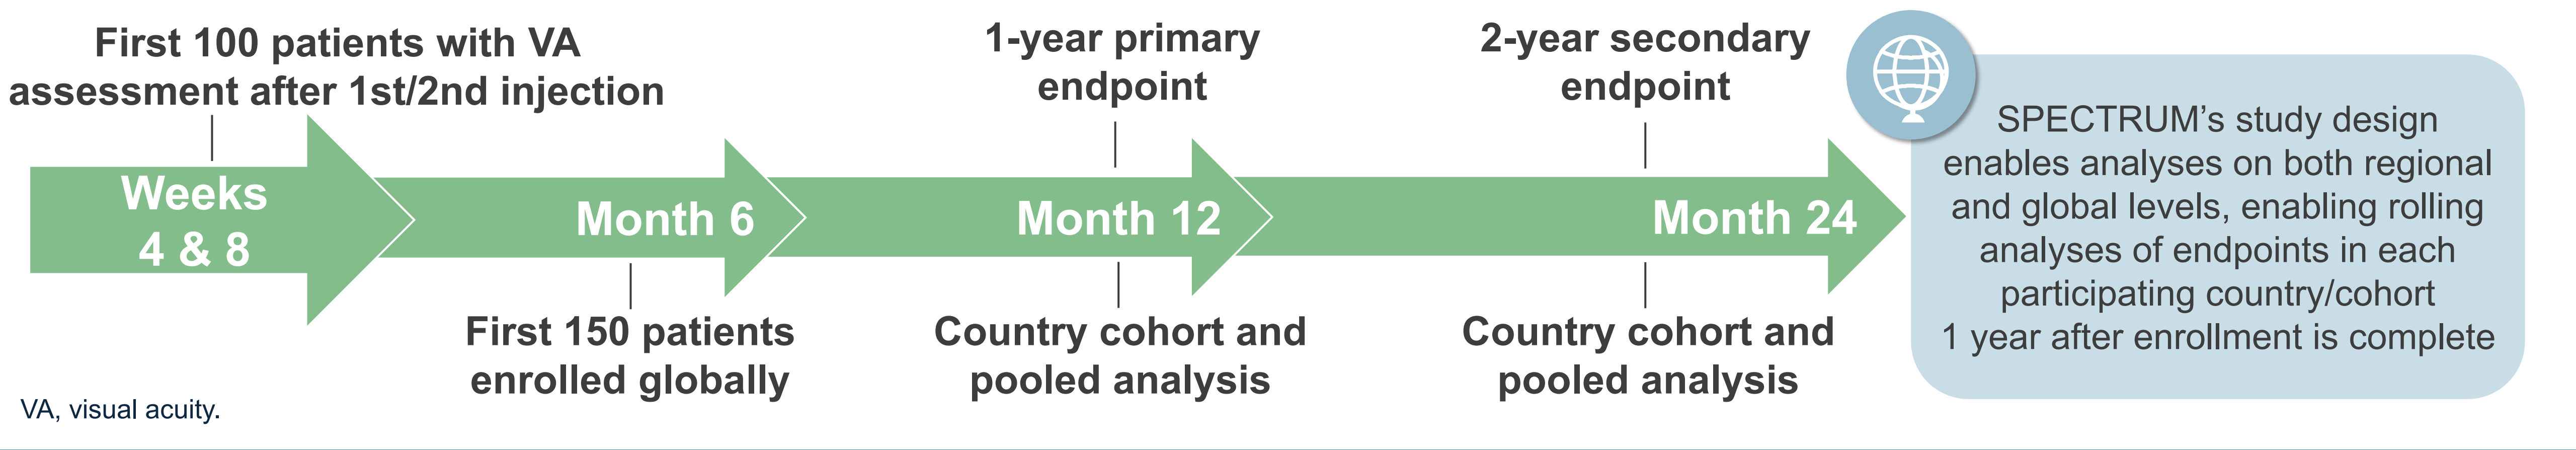 First 100 patients with VA
assessment after 1st/2nd injection
1-year primary
endpoint
2-year secondary
endpoint
Weeks
4 & 8
Month 6
Month 12
Month 24
First 150 patients
enrolled globally
Country cohort and
pooled analysis
Country cohort and
pooled analysis
SPECTRUM’s study design
enables analyses on both regional
and global levels, enabling rolling
analyses of endpoints in each
participating country/cohort
1 year after enrollment is complete
VA, visual acuity.